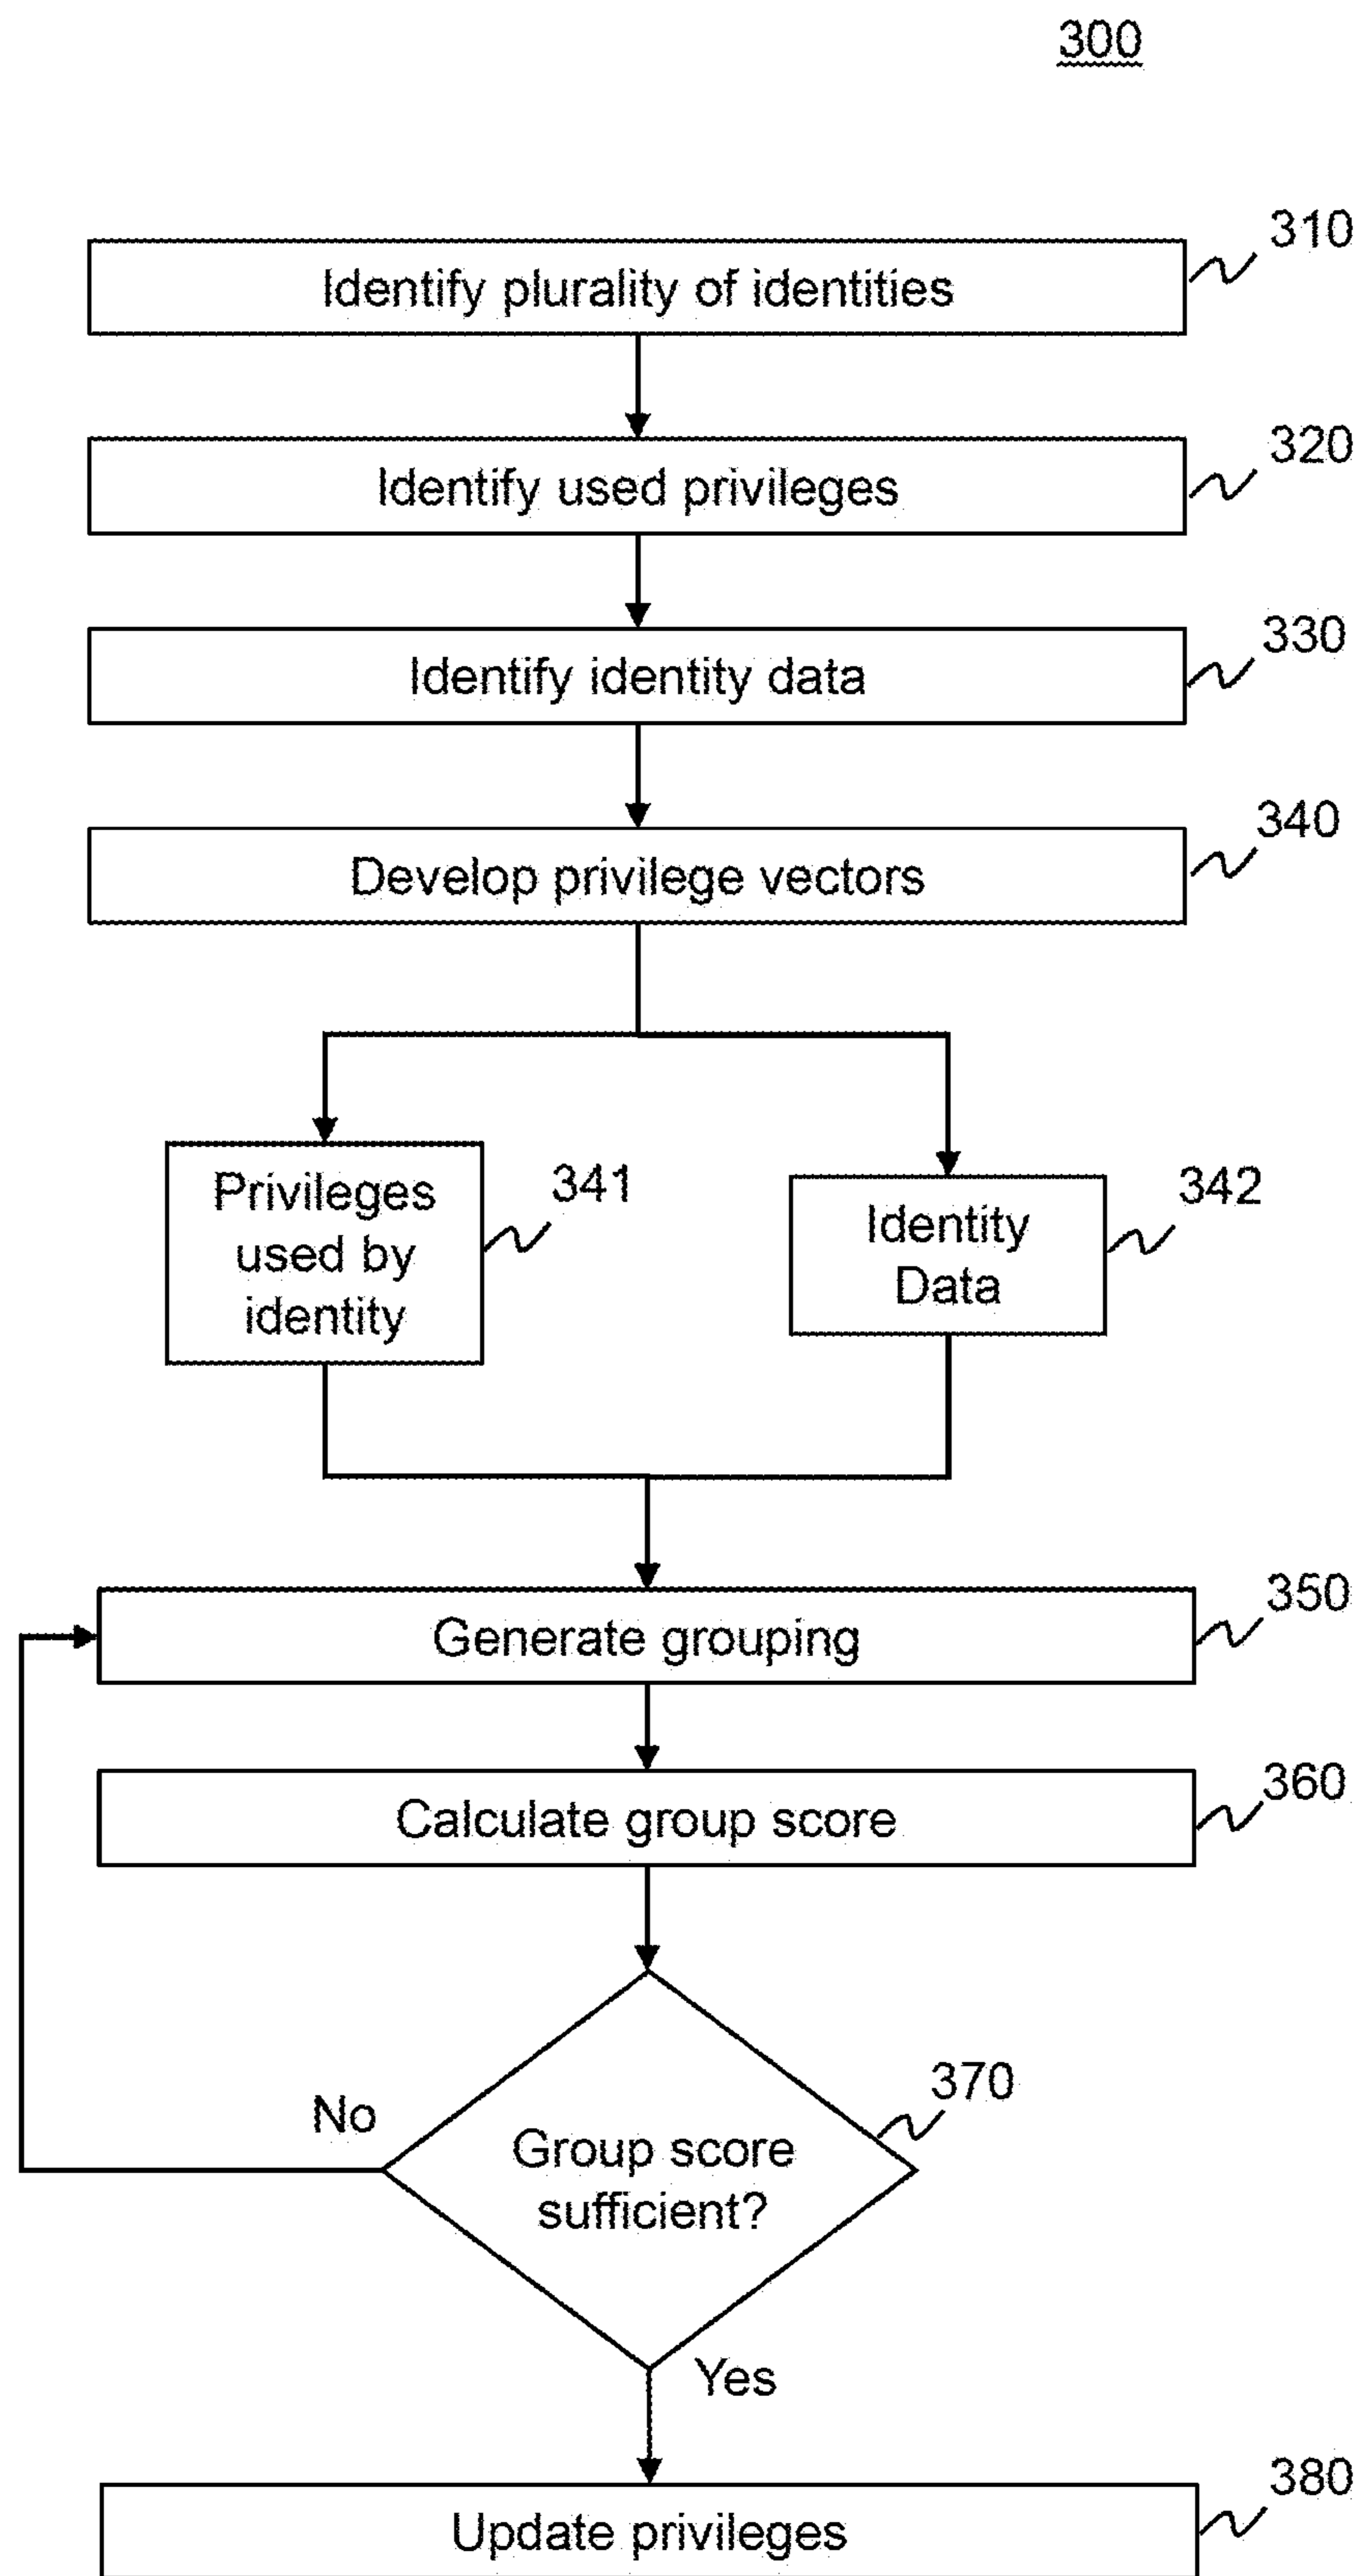 300
310
Identify plurality of identities
320
Identify used privileges
330
Identify identity data
340
Develop privilege vectors
Privileges
used by
identity
341
Identity
Data
342
350
Generate grouping
360
Calculate group score
370
No
Group score
sufficient?
Yes
380
Update privileges